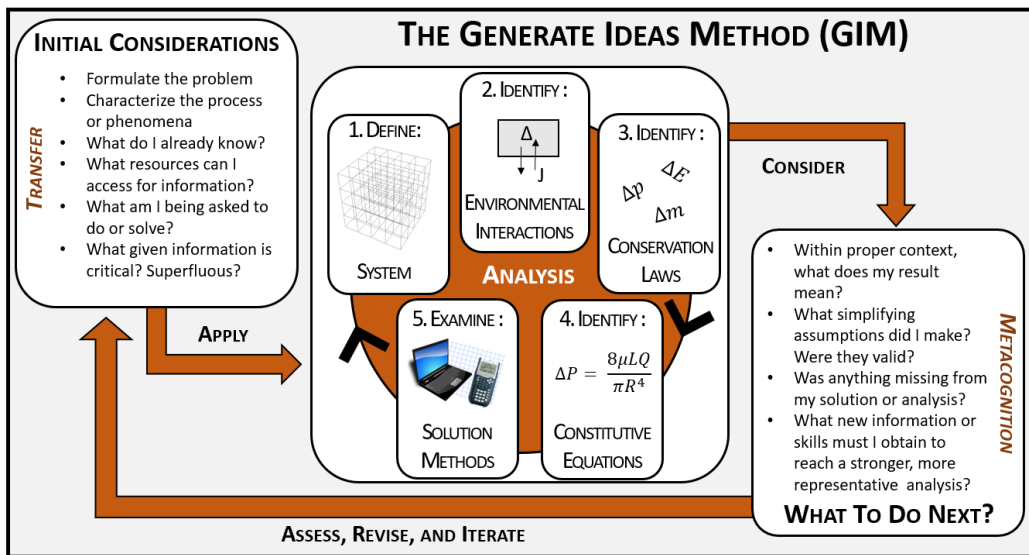 THE GENERATE IDEAS METHOD (GIM)
INITIAL CONSIDERATIONS
• Formulate the problem
• Characterize the process
or phenomena
• What do I already know?
• What resources can I
access for information?
• What am I being asked to
do or solve?
• What given information is
critical? Superfluous?
TRANSFER
APPLY
1. DEFINE:
SYSTEM
2. IDENTIFY :
Δ
J
ENVIRONMENTAL
INTERACTIONS
3. IDENTIFY :
ΔE
Δp
Δm
CONSERVATION
LAWS
ANALYSIS
4. IDENTIFY :
ΔP = 8μLQ / πR⁴
CONSTITUTIVE
EQUATIONS
5. EXAMINE :
SOLUTION
METHODS
CONSIDER
• Within proper context,
what does my result
mean?
• What simplifying
assumptions did I make?
Were they valid?
• Was anything missing from
my solution or analysis?
• What new information or
skills must I obtain to
reach a stronger, more
representative analysis?
WHAT TO DO NEXT?
METACOGNITION
ASSESS, REVISE, AND ITERATE